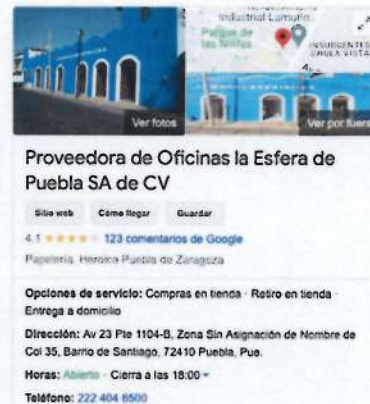 Parque de
las Ninfas
INSURGENTES
CHULA VISTA
Ver fotos
Ver por fuera
Proveedora de Oficinas la Esfera de
Puebla SA de CV
Sitio web Cómo llegar Guardar
4.1 123 comentarios de Google
Papelería, Heroica Puebla de Zaragoza
Opciones de servicio: Compras en tienda · Retiro en tienda ·
Entrega a domicilio
Dirección: Av 23 Pte 1104-B, Zona Sin Asignación de Nombre de
Col 35, Barrio de Santiago, 72410 Puebla, Pue.
Horas: Abierto · Cierra a las 18:00
Teléfono: 222 404 6500